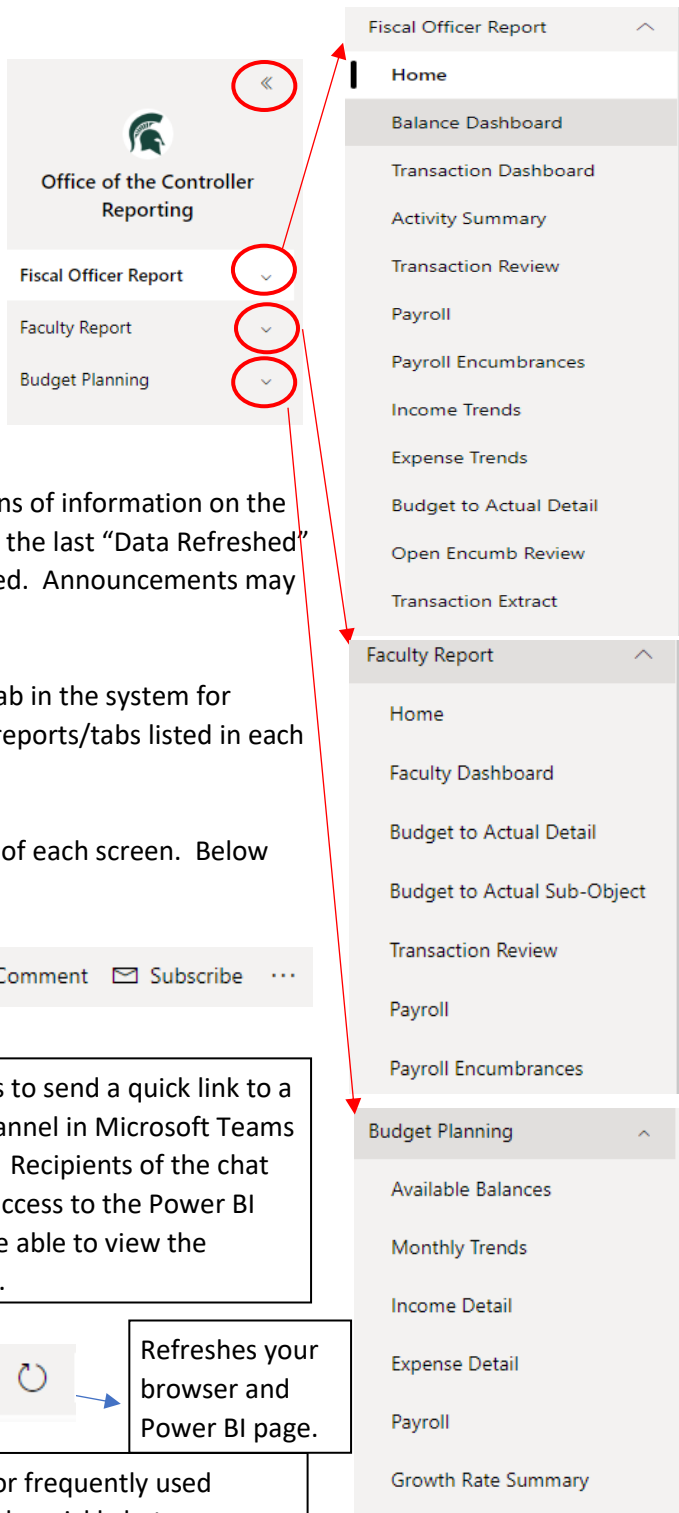 Office of the Controller
Reporting
Fiscal Officer Report
Faculty Report
Budget Planning
ns of information on the
the last “Data Refreshed”
ed. Announcements may
ab in the system for
reports/tabs listed in each
of each screen. Below
Comment Subscribe ...
s to send a quick link to a
annel in Microsoft Teams
Recipients of the chat
ccess to the Power BI
e able to view the
.
Refreshes your
browser and
Power BI page.
or frequently used
Fiscal Officer Report
Home
Balance Dashboard
Transaction Dashboard
Activity Summary
Transaction Review
Payroll
Payroll Encumbrances
Income Trends
Expense Trends
Budget to Actual Detail
Open Encumb Review
Transaction Extract
Faculty Report
Home
Faculty Dashboard
Budget to Actual Detail
Budget to Actual Sub-Object
Transaction Review
Payroll
Payroll Encumbrances
Budget Planning
Available Balances
Monthly Trends
Income Detail
Expense Detail
Payroll
Growth Rate Summary